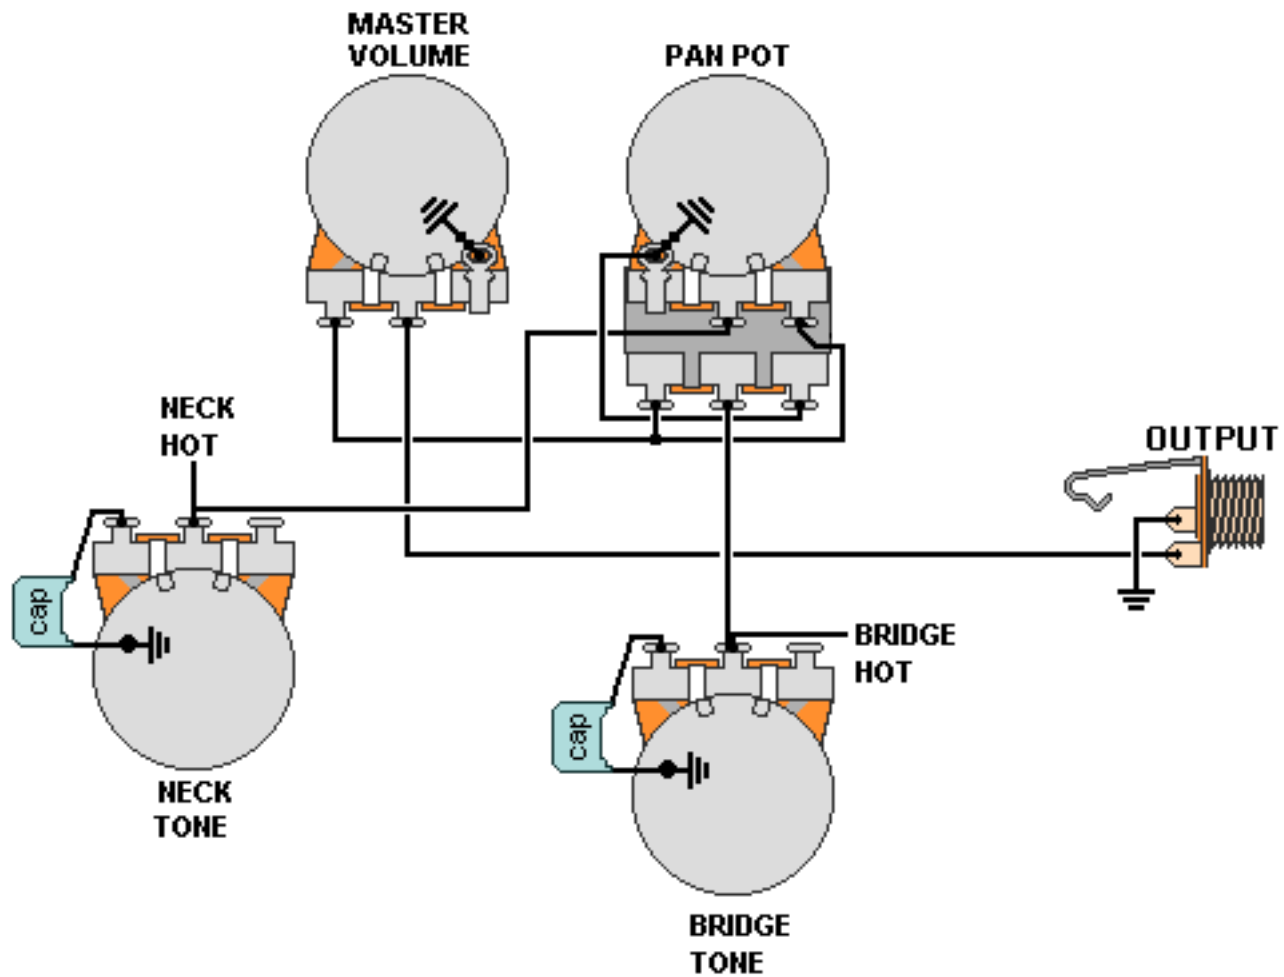 MASTER
VOLUME
PAN POT
NECK
HOT
OUTPUT
cap
BRIDGE
HOT
cap
NECK
TONE
BRIDGE
TONE